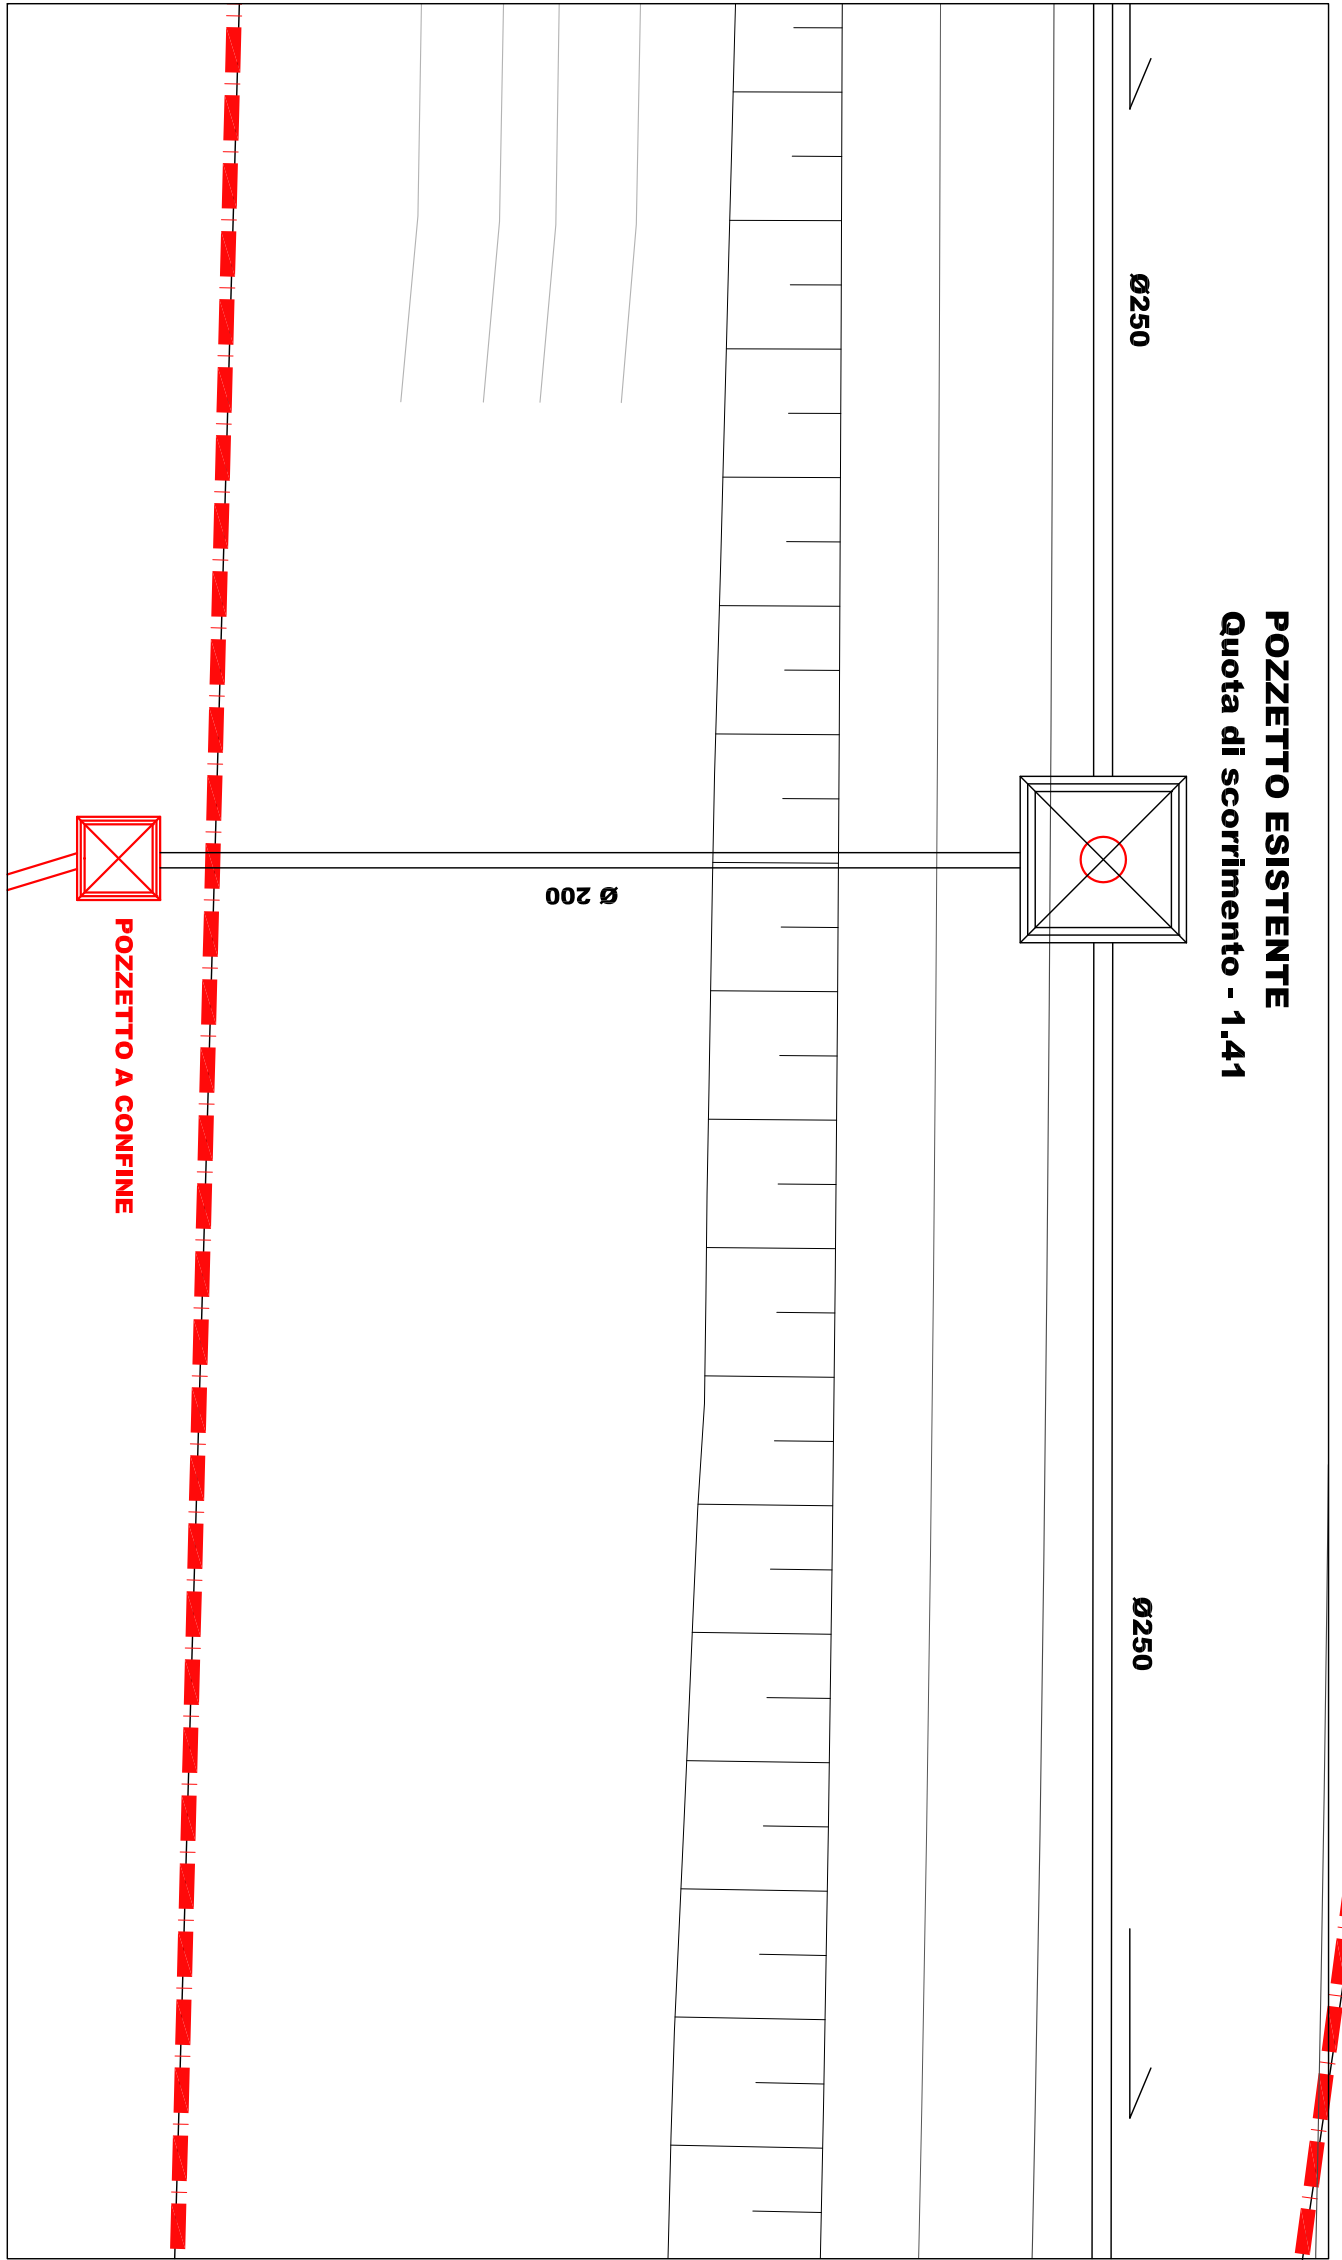 POZZETTO ESISTENTE
Quota di scorrimento - 1.41
Ø250
Ø250
Ø 200
POZZETTO A CONFINE